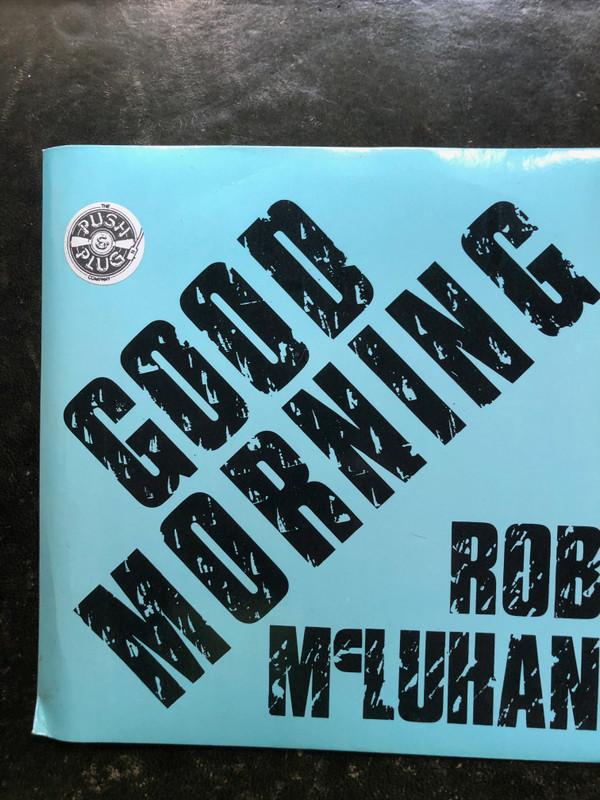 THE
PUSH
&
PLUG
COMPANY
GOOD
MORNING
ROB
McLUHAN